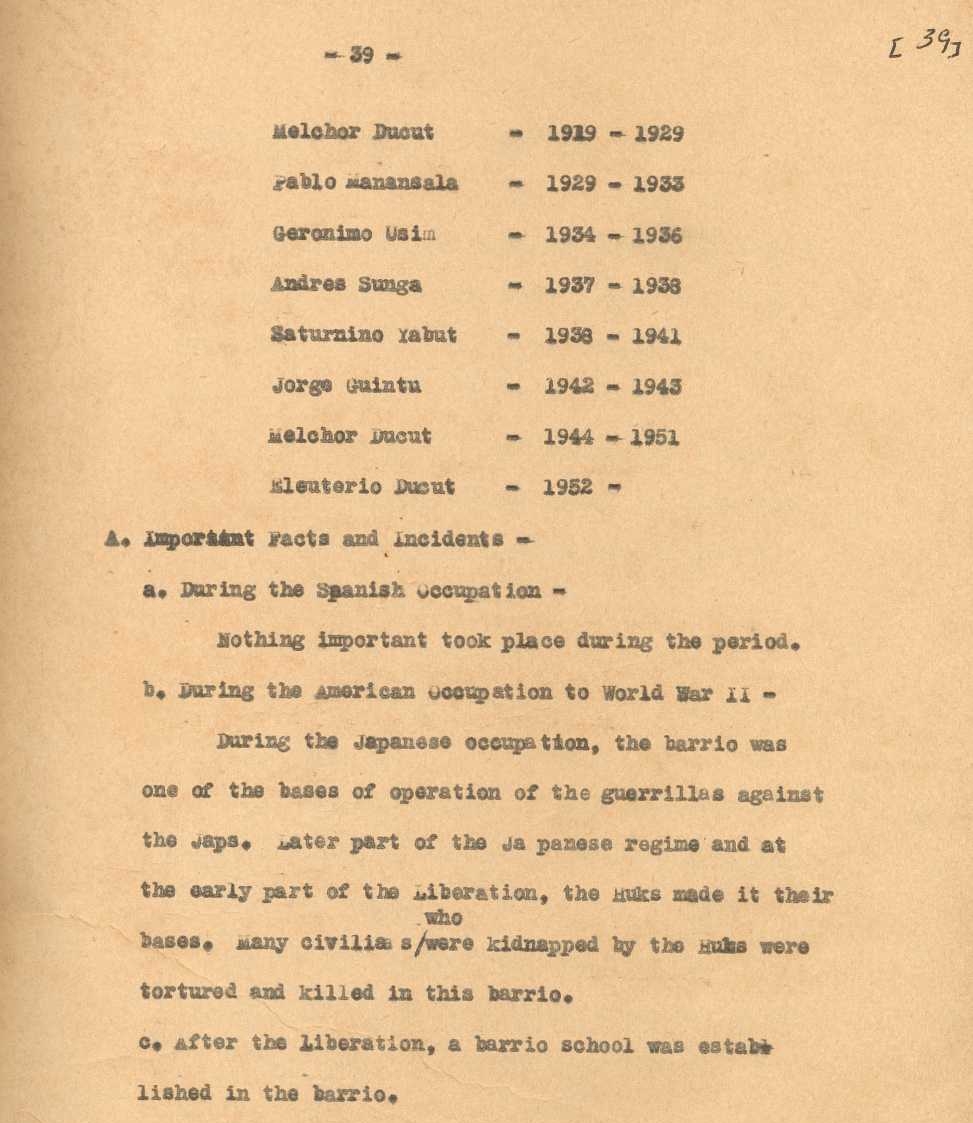 - 39 -
[ 39]
Melchor Ducut - 1919 - 1929
Pablo Manansala - 1929 - 1933
Geronimo Usim - 1934 - 1936
Andres Sunga - 1937 - 1938
Saturnino Yabut - 1938 - 1941
Jorge Guintu - 1942 - 1943
Melchor Ducut - 1944 - 1951
Eleuterio Ducut - 1952 -
A. Important Facts and Incidents -
a. During the Spanish Occupation -
Nothing important took place during the period.
b. During the American Occupation to World War II -
During the Japanese occupation, the barrio was
one of the bases of operation of the guerrillas against
the Japs. Later part of the Ja panese regime and at
the early part of the Liberation, the Huks made it their
who
bases. Many civilia s/were kidnapped by the Huks were
tortured and killed in this barrio.
c. After the liberation, a barrio school was estab-
lished in the barrio.